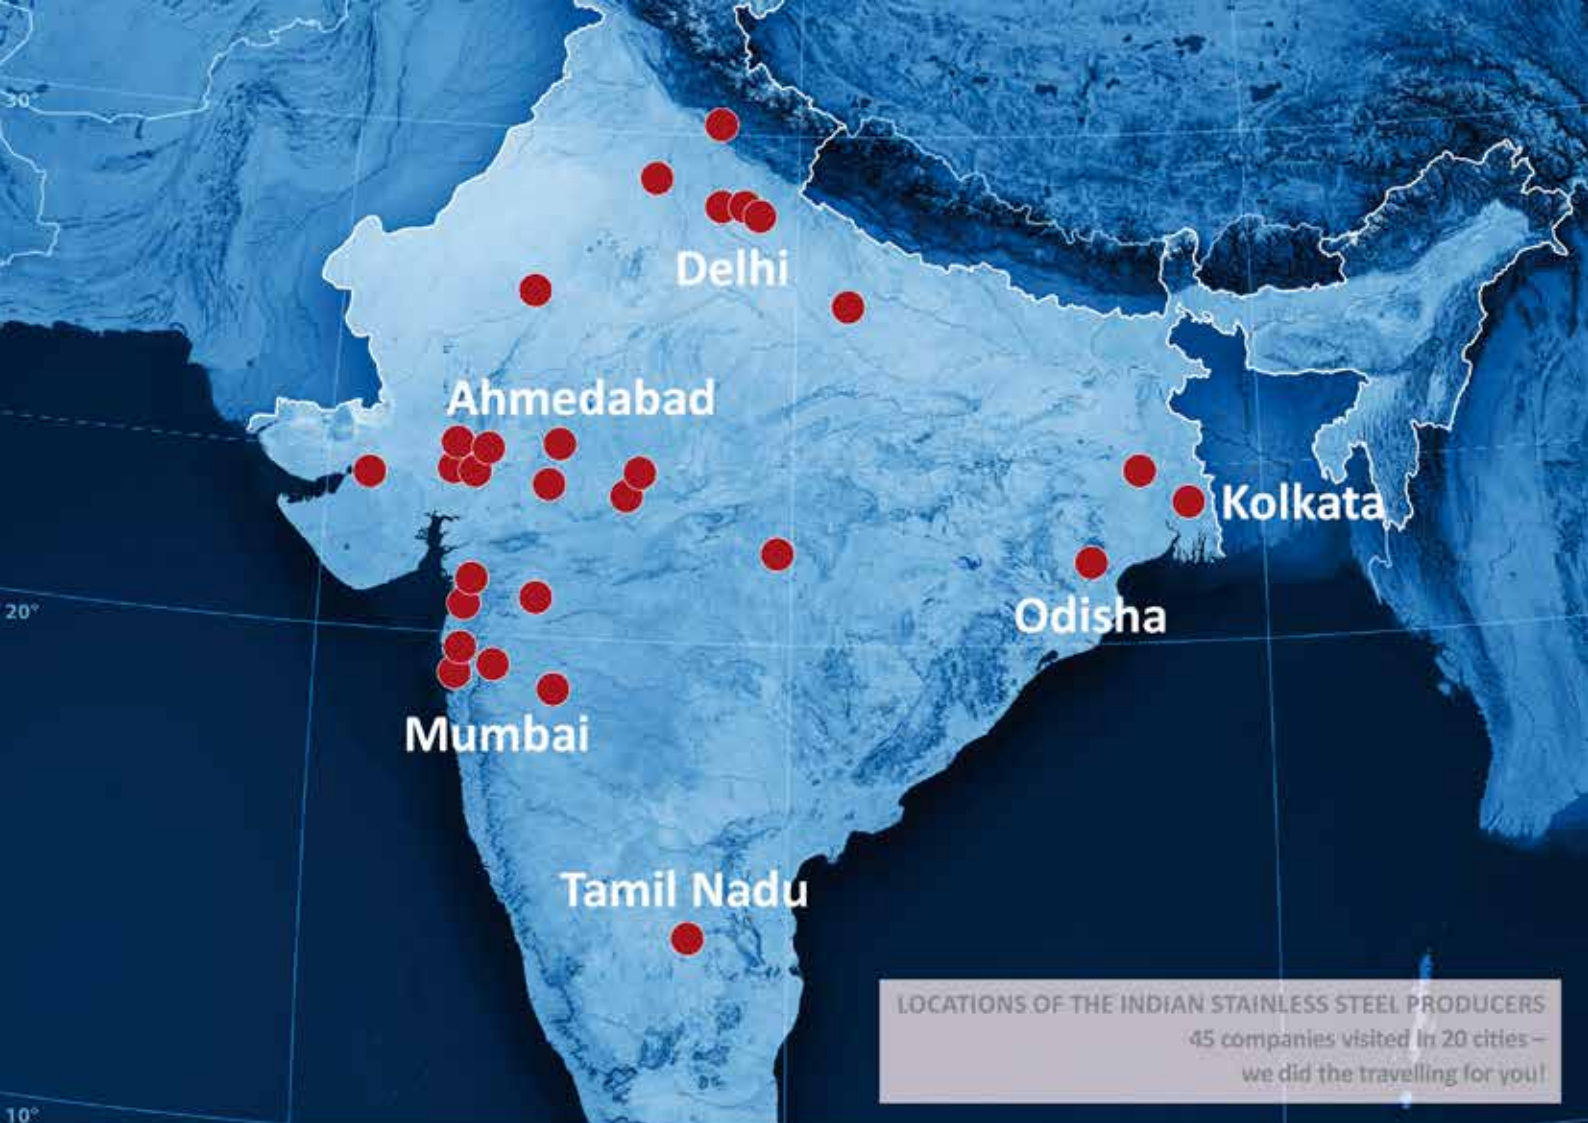 30°
Delhi
Ahmedabad
Kolkata
20°
Odisha
Mumbai
Tamil Nadu
LOCATIONS OF THE INDIAN STAINLESS STEEL PRODUCERS
45 companies visited in 20 cities –
we did the travelling for you!
10°